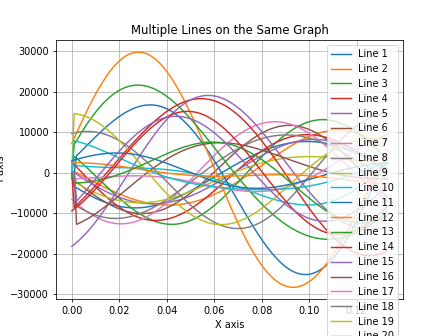 Multiple Lines on the Same Graph
30000
20000
10000
0
−10000
−20000
−30000
axis
0.00
0.02
0.04
0.06
0.08
0.10
X axis
Line 1
Line 2
Line 3
Line 4
Line 5
Line 6
Line 7
Line 8
Line 9
Line 10
Line 11
Line 12
Line 13
Line 14
Line 15
Line 16
Line 17
Line 18
Line 19
Line 20